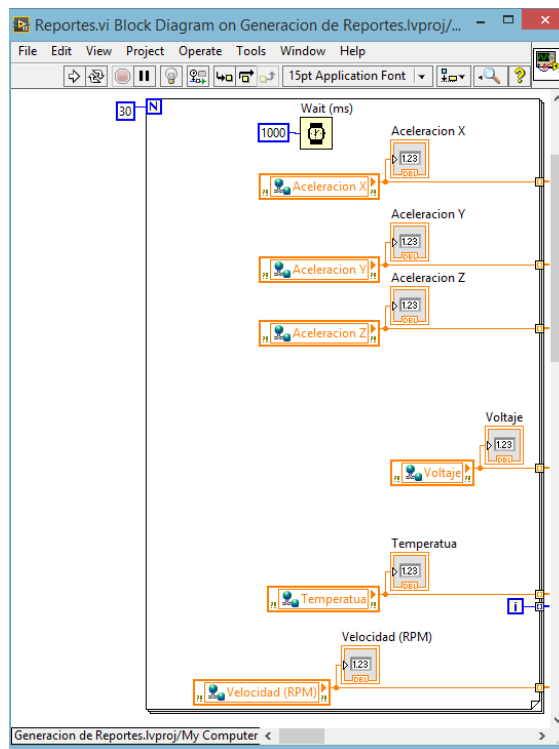 Reportes.vi Block Diagram on Generacion de Reportes.lvproj/...
File Edit View Project Operate Tools Window Help
15pt Application Font
30 N
Wait (ms)
1000
Aceleracion X
1.23
DBL
Aceleracion X
Aceleracion Y
1.23
DBL
Aceleracion Y
Aceleracion Z
1.23
DBL
Aceleracion Z
Voltaje
1.23
DBL
Voltaje
Temperatua
1.23
DBL
Temperatua
i
Velocidad (RPM)
1.23
DBL
Velocidad (RPM)
Generacion de Reportes.lvproj/My Computer